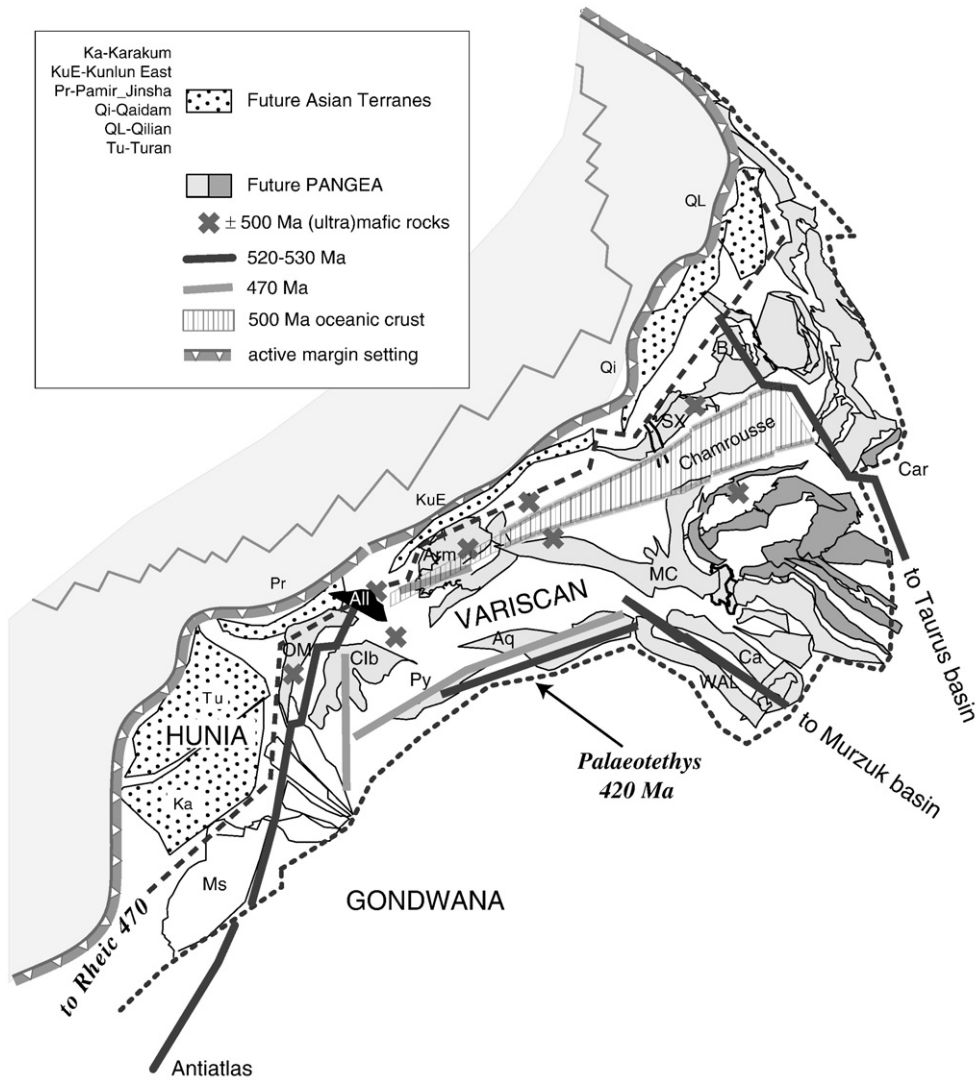 Ka-Karakum
KuE-Kunlun East
Pr-Pamir_Jinsha
Qi-Qaidam
QL-Qilian
Tu-Turan
Future Asian Terranes
Future PANGEA
± 500 Ma (ultra)mafic rocks
520-530 Ma
470 Ma
500 Ma oceanic crust
active margin setting
QL
Qi
SX
Chamrousse
Car
KuE
Arm
Pr
All
MC
VARISCAN
to Taurus basin
OM
CIb
Aq
Ca
Py
WAL
Tu
HUNIA
to Murzuk basin
Palaeotethys
420 Ma
Ka
Ms
GONDWANA
to Rheic 470
Antiatlas